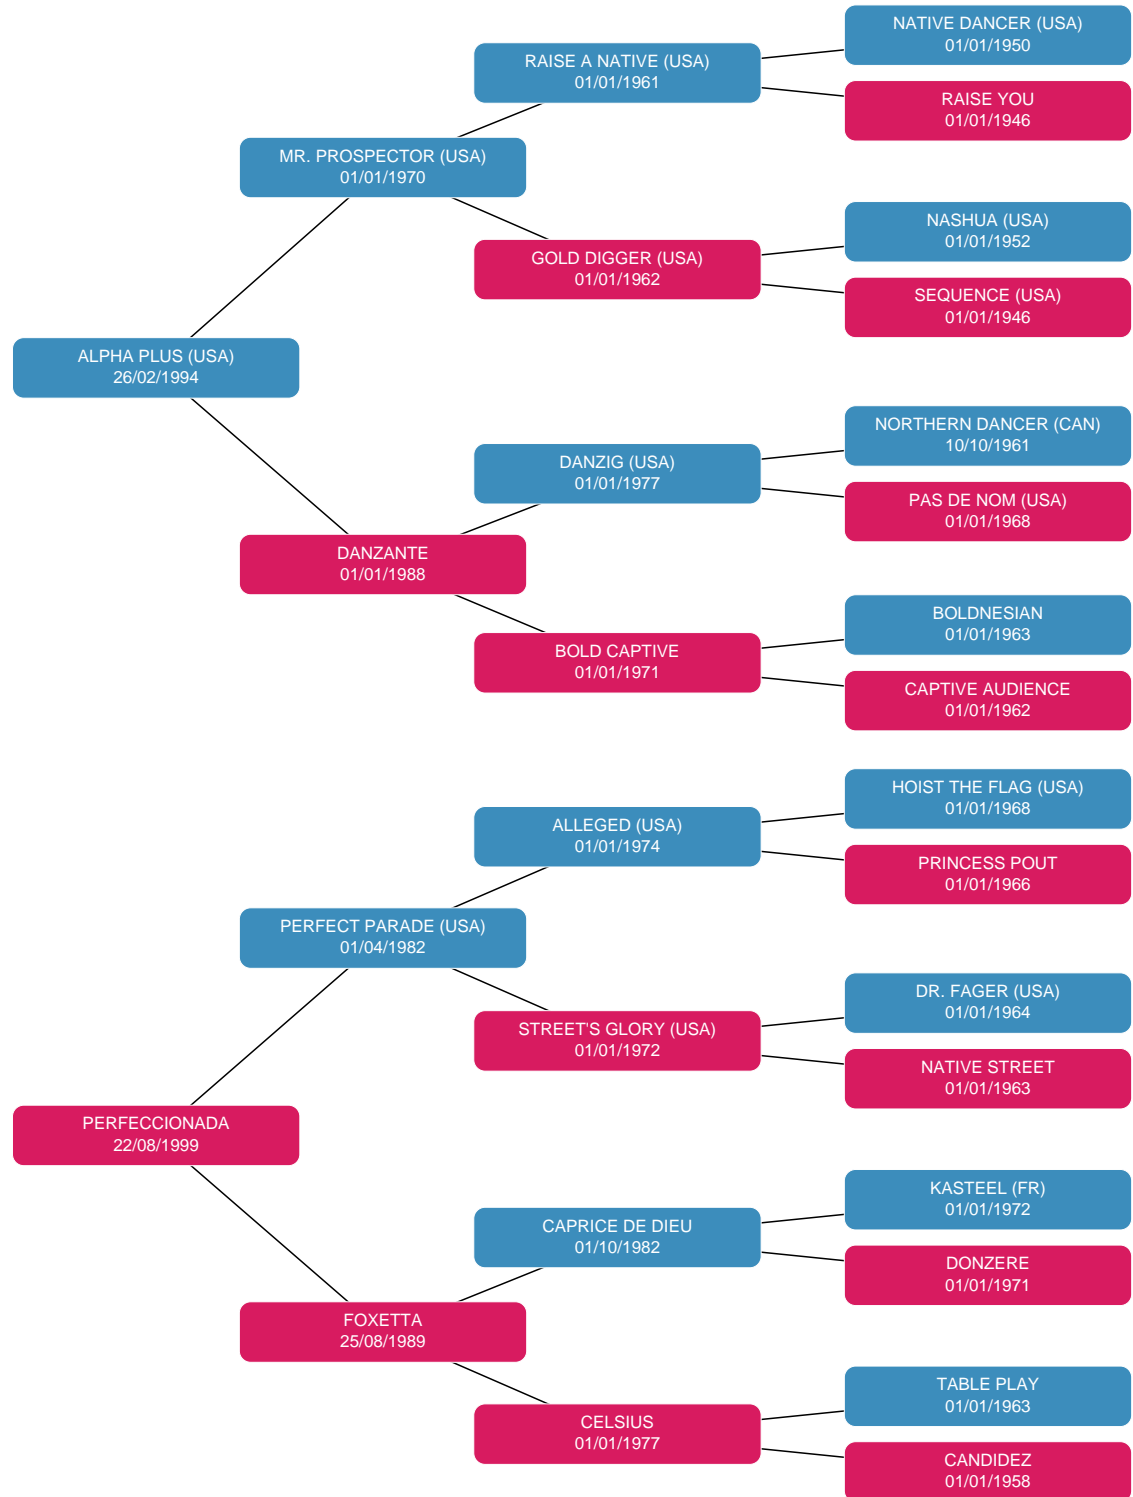 NATIVE DANCER (USA)
01/01/1950
RAISE A NATIVE (USA)
01/01/1961
RAISE YOU
01/01/1946
MR. PROSPECTOR (USA)
01/01/1970
NASHUA (USA)
01/01/1952
GOLD DIGGER (USA)
01/01/1962
SEQUENCE (USA)
01/01/1946
ALPHA PLUS (USA)
26/02/1994
NORTHERN DANCER (CAN)
10/10/1961
DANZIG (USA)
01/01/1977
PAS DE NOM (USA)
01/01/1968
DANZANTE
01/01/1988
BOLDNESIAN
01/01/1963
BOLD CAPTIVE
01/01/1971
CAPTIVE AUDIENCE
01/01/1962
HOIST THE FLAG (USA)
01/01/1968
ALLEGED (USA)
01/01/1974
PRINCESS POUT
01/01/1966
PERFECT PARADE (USA)
01/04/1982
DR. FAGER (USA)
01/01/1964
STREET'S GLORY (USA)
01/01/1972
NATIVE STREET
01/01/1963
PERFECCIONADA
22/08/1999
KASTEEL (FR)
01/01/1972
CAPRICE DE DIEU
01/10/1982
DONZERE
01/01/1971
FOXETTA
25/08/1989
TABLE PLAY
01/01/1963
CELSIUS
01/01/1977
CANDIDEZ
01/01/1958